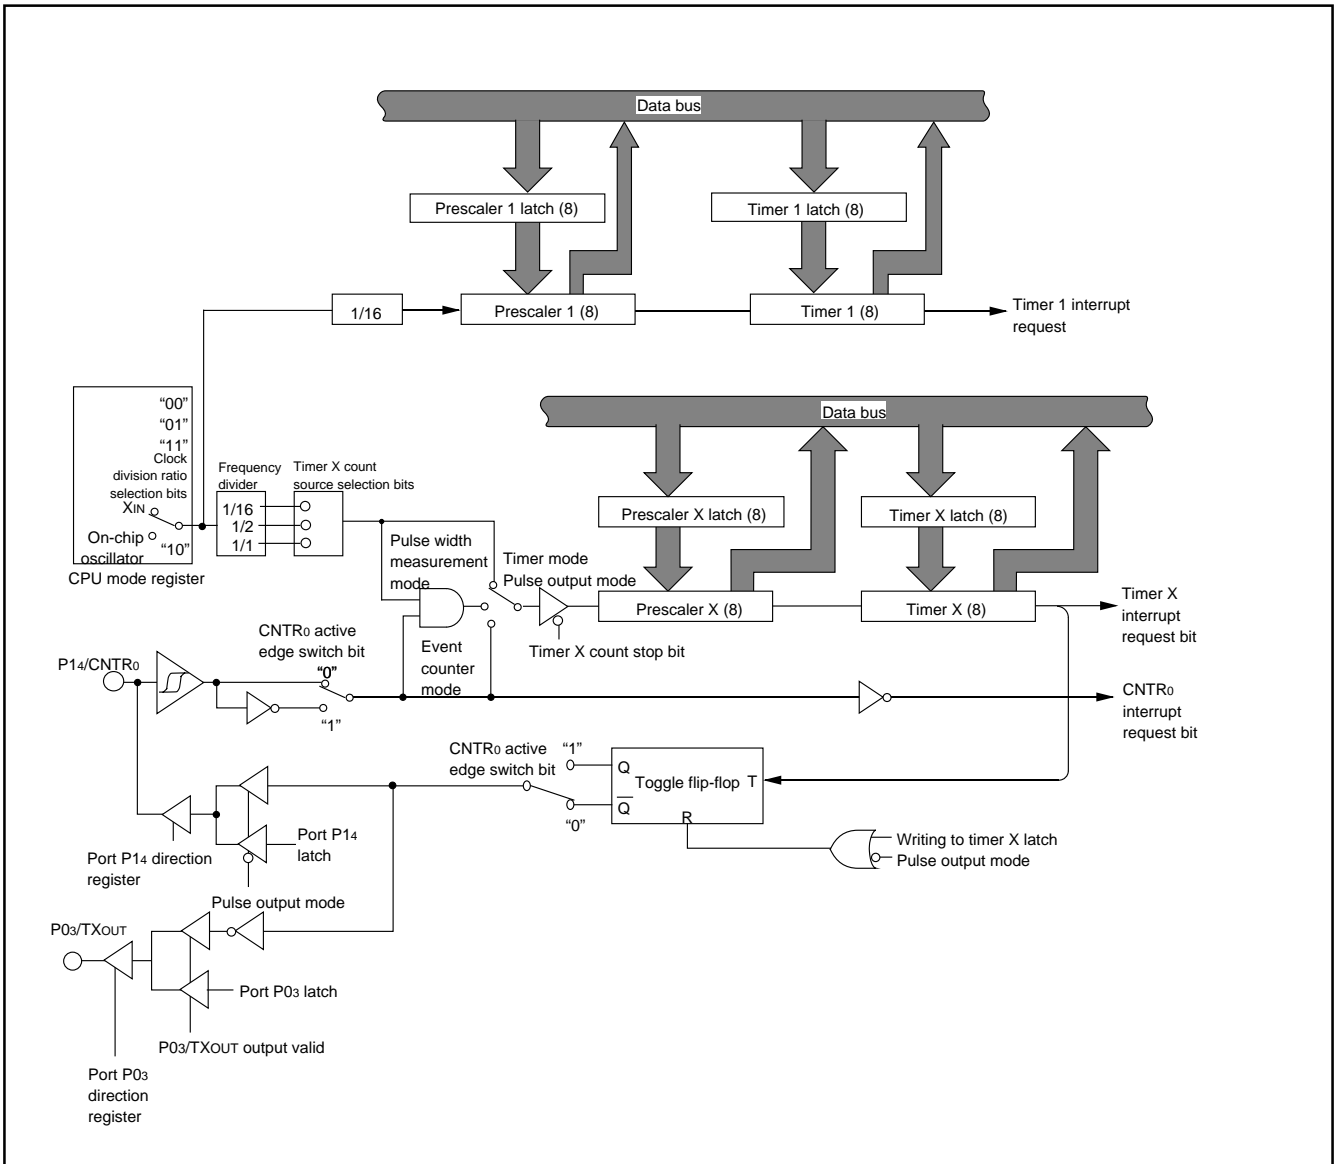 Data bus
Prescaler 1 latch (8)
Timer 1 latch (8)
1/16
Prescaler 1 (8)
Timer 1 (8)
Timer 1 interrupt
request
“00”
“01”
“11”
Clock
division ratio
selection bits
XIN
On-chip
oscillator
“10”
CPU mode register
Frequency
divider
1/16
1/2
1/1
Timer X count
source selection bits
Data bus
Prescaler X latch (8)
Timer X latch (8)
Pulse width
measurement
mode
Timer mode
Pulse output mode
Prescaler X (8)
Timer X (8)
Timer X
interrupt
request bit
Timer X count stop bit
CNTR0 active
edge switch bit
“0”
“1”
Event
counter
mode
P14/CNTR0
CNTR0
interrupt
request bit
CNTR0 active
edge switch bit
“1”
“0”
Q
Q̅
Toggle flip-flop
T
R
Writing to timer X latch
Pulse output mode
Port P14
latch
Port P14 direction
register
Pulse output mode
P03/TXOUT
Port P03 latch
P03/TXOUT output valid
Port P03
direction
register